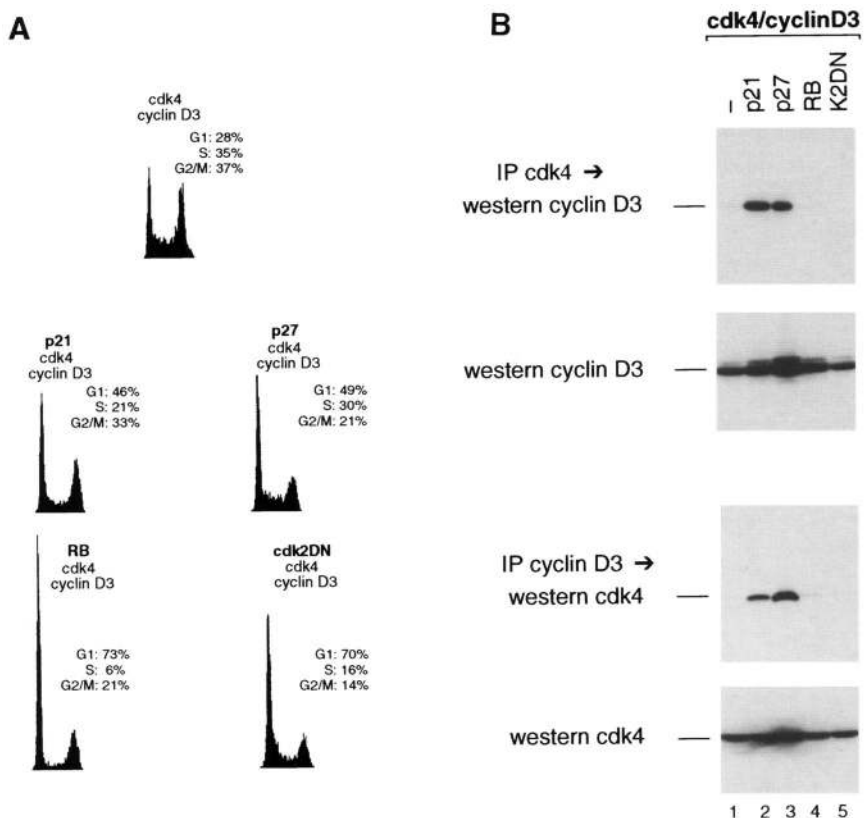 A
cdk4
cyclin D3
G1: 28%
S: 35%
G2/M: 37%
p21
cdk4
cyclin D3
G1: 46%
S: 21%
G2/M: 33%
p27
cdk4
cyclin D3
G1: 49%
S: 30%
G2/M: 21%
RB
cdk4
cyclin D3
G1: 73%
S: 6%
G2/M: 21%
cdk2DN
cdk4
cyclin D3
G1: 70%
S: 16%
G2/M: 14%
B
cdk4/cyclinD3
– p21 p27 RB K2DN
IP cdk4 ➔
western cyclin D3
western cyclin D3
IP cyclin D3 ➔
western cdk4
western cdk4
1 2 3 4 5